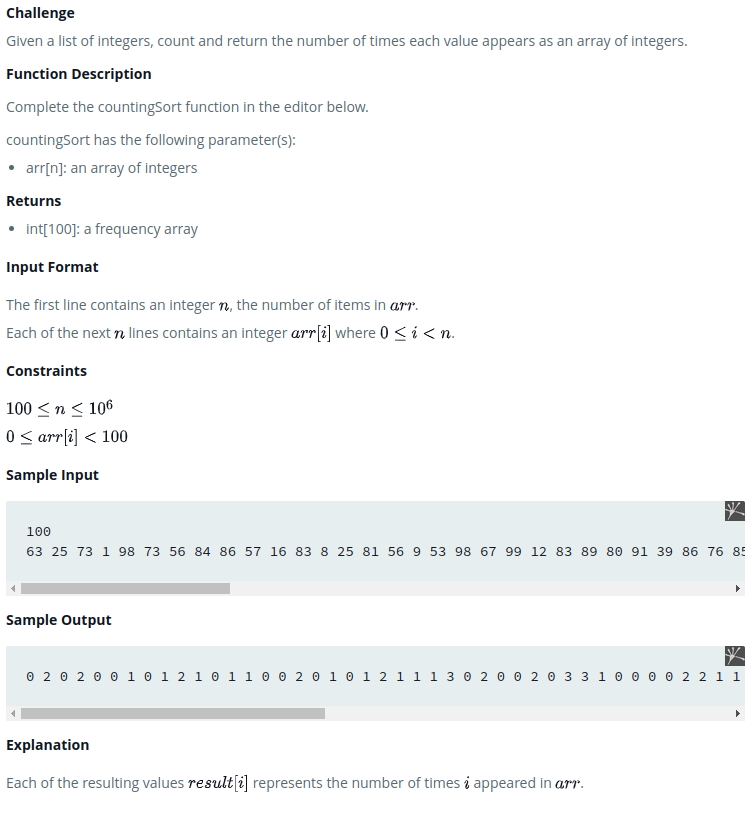 Challenge
Given a list of integers, count and return the number of times each value appears as an array of integers.
Function Description
Complete the countingSort function in the editor below.
countingSort has the following parameter(s):
• arr[n]: an array of integers
Returns
• int[100]: a frequency array
Input Format
The first line contains an integer n, the number of items in arr.
Each of the next n lines contains an integer arr[i] where 0 ≤ i < n.
Constraints
100 ≤ n ≤ 10⁶
0 ≤ arr[i] < 100
Sample Input
100
63 25 73 1 98 73 56 84 86 57 16 83 8 25 81 56 9 53 98 67 99 12 83 89 80 91 39 86 76 85
Sample Output
0 2 0 2 0 0 1 0 1 2 1 0 1 1 0 0 2 0 1 0 1 2 1 1 1 3 0 2 0 0 2 0 3 3 1 0 0 0 0 2 2 1 1
Explanation
Each of the resulting values result[i] represents the number of times i appeared in arr.